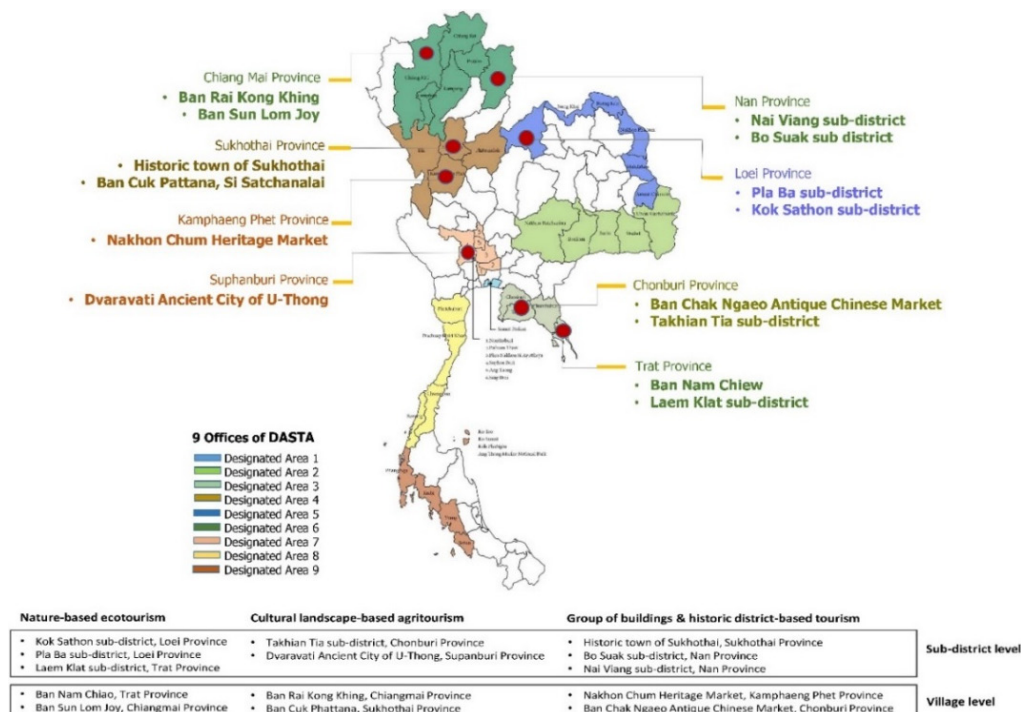 Chiang Mai Province
• Ban Rai Kong Khing
• Ban Sun Lom Joy
Sukhothai Province
• Historic town of Sukhothai
• Ban Cuk Pattana, Si Satchanalai
Kamphaeng Phet Province
• Nakhon Chum Heritage Market
Suphanburi Province
• Dvaravati Ancient City of U-Thong
Nan Province
• Nai Viang sub-district
• Bo Suak sub district
Loei Province
• Pla Ba sub-district
• Kok Sathon sub-district
Chonburi Province
• Ban Chak Ngaeo Antique Chinese Market
• Takhian Tia sub-district
Trat Province
• Ban Nam Chiew
• Laem Klat sub-district
9 Offices of DASTA
Designated Area 1
Designated Area 2
Designated Area 3
Designated Area 4
Designated Area 5
Designated Area 6
Designated Area 7
Designated Area 8
Designated Area 9
Nature-based ecotourism
• Kok Sathon sub-district, Loei Province
• Pla Ba sub-district, Loei Province
• Laem Klat sub-district, Trat Province
• Ban Nam Chiao, Trat Province
• Ban Sun Lom Joy, Chiangmai Province
Cultural landscape-based agritourism
• Takhian Tia sub-district, Chonburi Province
• Dvaravati Ancient City of U-Thong, Supanburi Province
• Ban Rai Kong Khing, Chiangmai Province
• Ban Cuk Phattana, Sukhothai Province
Group of buildings & historic district-based tourism
• Historic town of Sukhothai, Sukhothai Province
• Bo Suak sub-district, Nan Province
• Nai Viang sub-district, Nan Province
• Nakhon Chum Heritage Market, Kamphaeng Phet Province
• Ban Chak Ngaeo Antique Chinese Market, Chonburi Province
Sub-district level
Village level